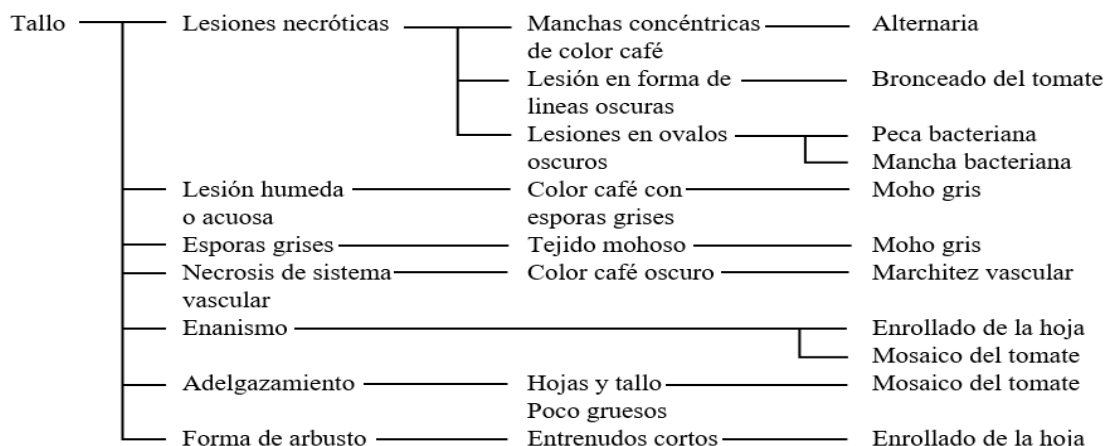 Tallo Lesiones necróticas Manchas concéntricas Alternaria
de color café
Lesión en forma de Bronceado del tomate
lineas oscuras
Lesiones en ovalos Peca bacteriana
oscuros Mancha bacteriana
Lesión humeda Color café con Moho gris
o acuosa esporas grises
Esporas grises Tejido mohoso Moho gris
Necrosis de sistema Color café oscuro Marchitez vascular
vascular
Enanismo Enrollado de la hoja
Mosaico del tomate
Adelgazamiento Hojas y tallo Mosaico del tomate
Poco gruesos
Forma de arbusto Entrenudos cortos Enrollado de la hoja